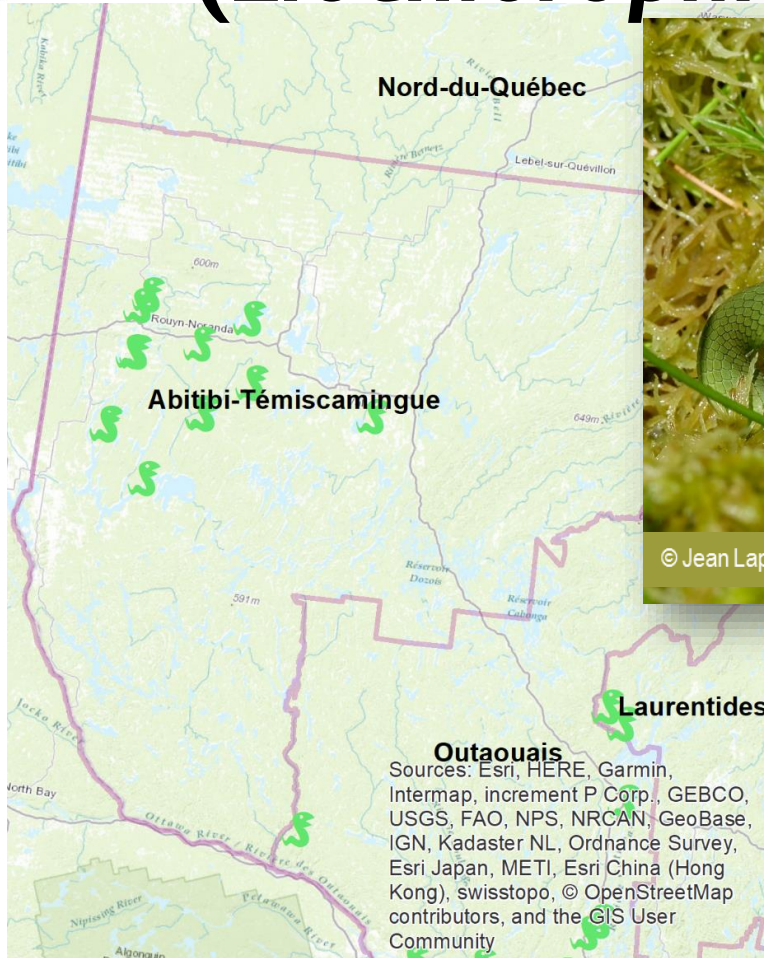 Nord-du-Québec
Lebel-sur-Quévillon
600m
Rouyn-Noranda
Abitibi-Témiscamingue
649m
© Jean Lap
Réservoir
Dozois
591m
Réservoir
Cabonga
Jocko River
Laurentides
Outaouais
North Bay
Ottawa River / Rivière des Outaouais
Sources: Esri, HERE, Garmin,
Intermap, increment P Corp., GEBCO,
USGS, FAO, NPS, NRCAN, GeoBase,
IGN, Kadaster NL, Ordnance Survey,
Esri Japan, METI, Esri China (Hong
Kong), swisstopo, © OpenStreetMap
contributors, and the GIS User
Community
Nipissing River
Petawawa River
Algonquin